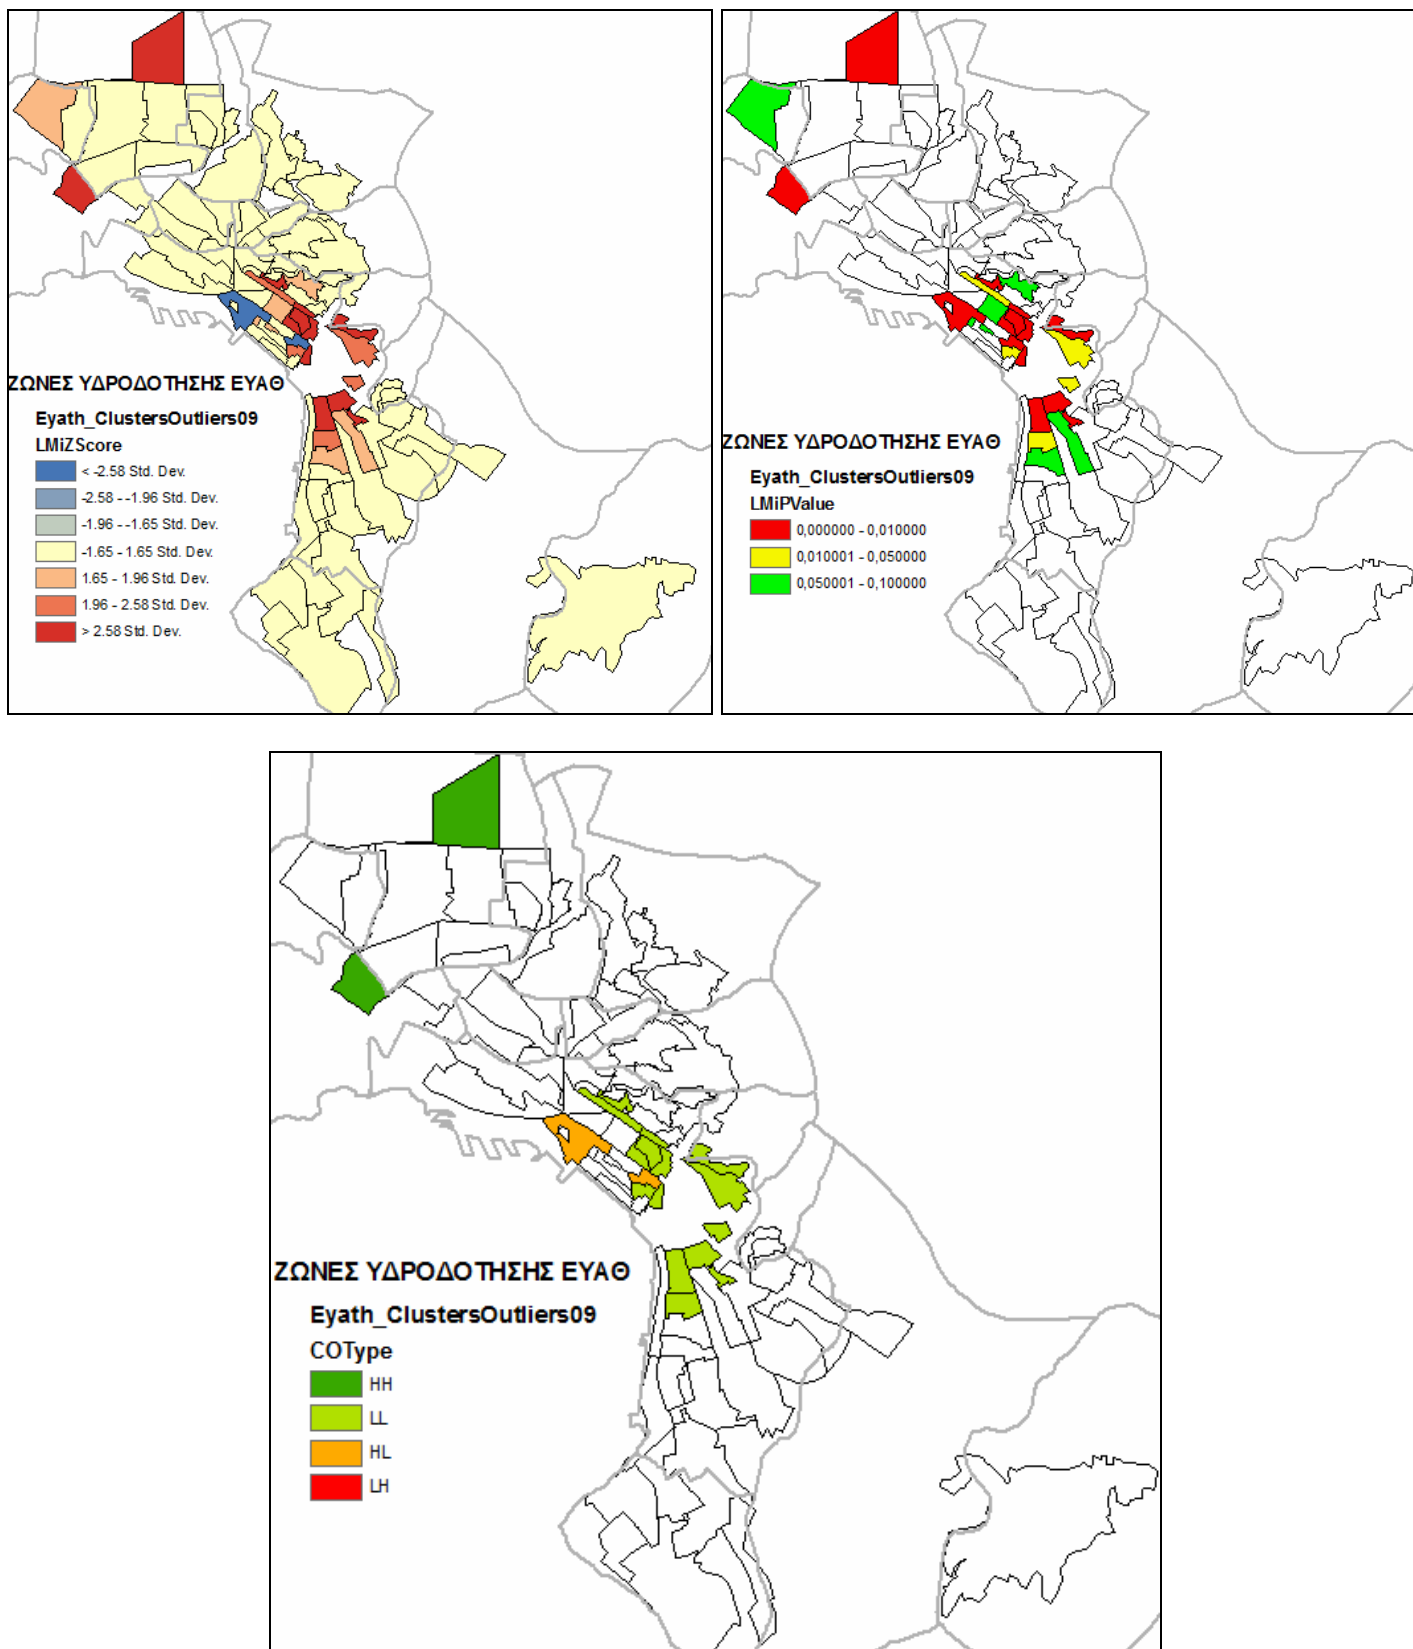 ΖΩΝΕΣ ΥΔΡΟΔΟΤΗΣΗΣ ΕΥΑΘ
Eyath_ClustersOutliers09
LMiZScore
< -2.58 Std. Dev.
-2.58 - -1.96 Std. Dev.
-1.96 - -1.65 Std. Dev.
-1.65 - 1.65 Std. Dev.
1.65 - 1.96 Std. Dev.
1.96 - 2.58 Std. Dev.
> 2.58 Std. Dev.
ΖΩΝΕΣ ΥΔΡΟΔΟΤΗΣΗΣ ΕΥΑΘ
Eyath_ClustersOutliers09
LMiPValue
0,000000 - 0,010000
0,010001 - 0,050000
0,050001 - 0,100000
ΖΩΝΕΣ ΥΔΡΟΔΟΤΗΣΗΣ ΕΥΑΘ
Eyath_ClustersOutliers09
COType
HH
LL
HL
LH